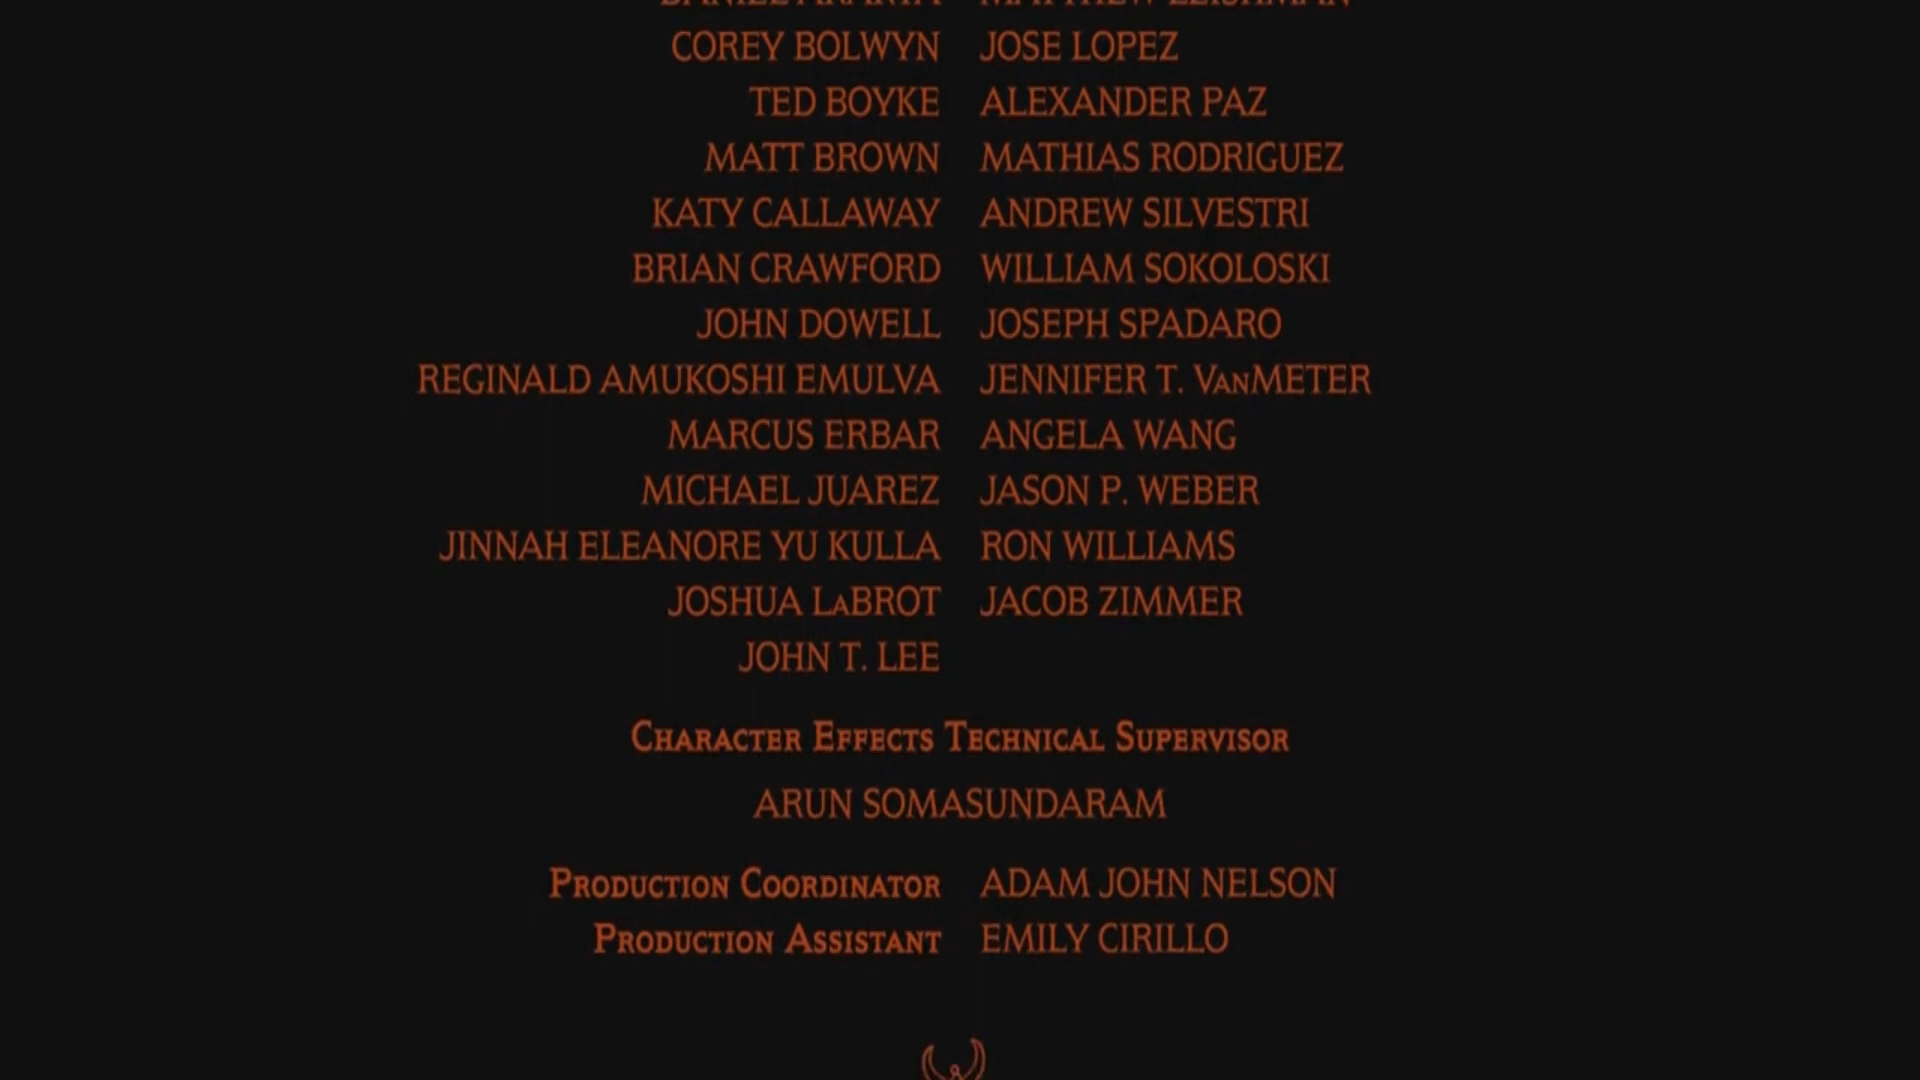 COREY BOLWYN JOSE LOPEZ
TED BOYKE ALEXANDER PAZ
MATT BROWN MATHIAS RODRIGUEZ
KATY CALLAWAY ANDREW SILVESTRI
BRIAN CRAWFORD WILLIAM SOKOLOSKI
JOHN DOWELL JOSEPH SPADARO
REGINALD AMUKOSHI EMULVA JENNIFER T. VANMETER
MARCUS ERBAR ANGELA WANG
MICHAEL JUAREZ JASON P. WEBER
JINNAH ELEANORE YU KULLA RON WILLIAMS
JOSHUA LABROT JACOB ZIMMER
JOHN T. LEE
CHARACTER EFFECTS TECHNICAL SUPERVISOR
ARUN SOMASUNDARAM
PRODUCTION COORDINATOR ADAM JOHN NELSON
PRODUCTION ASSISTANT EMILY CIRILLO